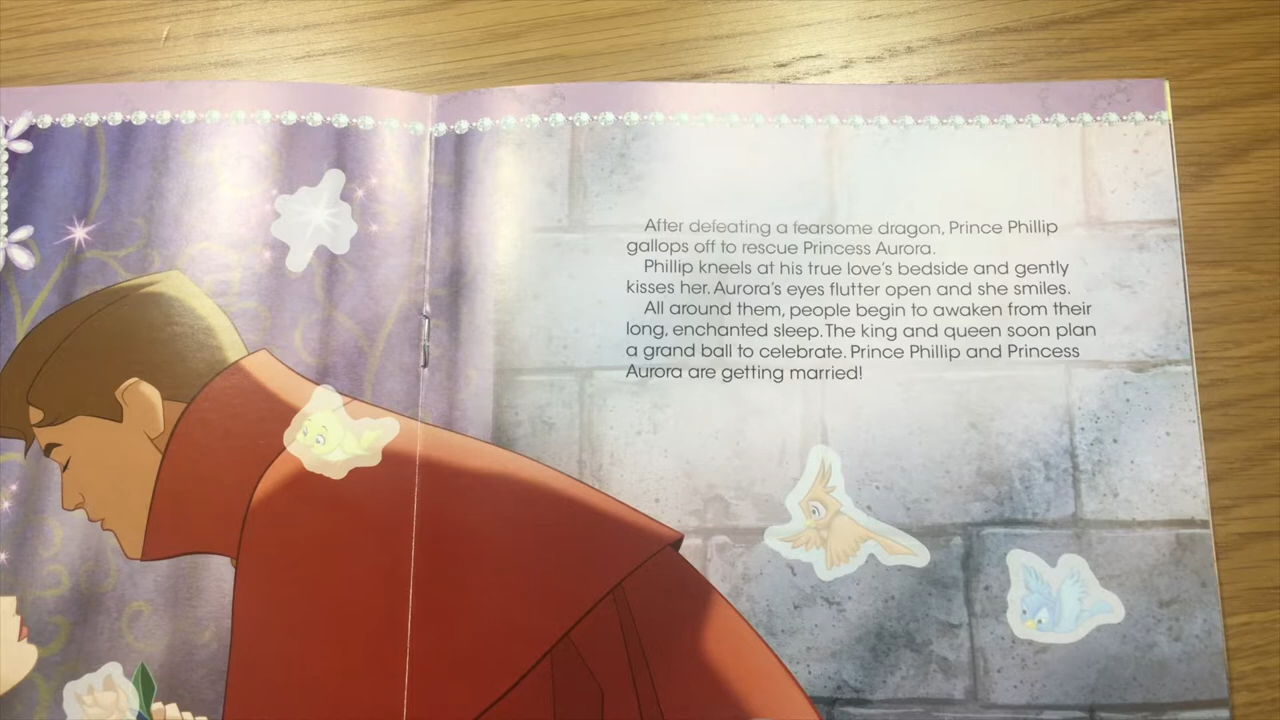 After defeating a fearsome dragon, Prince Phillip
gallops off to rescue Princess Aurora.
Phillip kneels at his true love's bedside and gently
kisses her. Aurora's eyes flutter open and she smiles.
All around them, people begin to awaken from their
long, enchanted sleep. The king and queen soon plan
a grand ball to celebrate. Prince Phillip and Princess
Aurora are getting married!